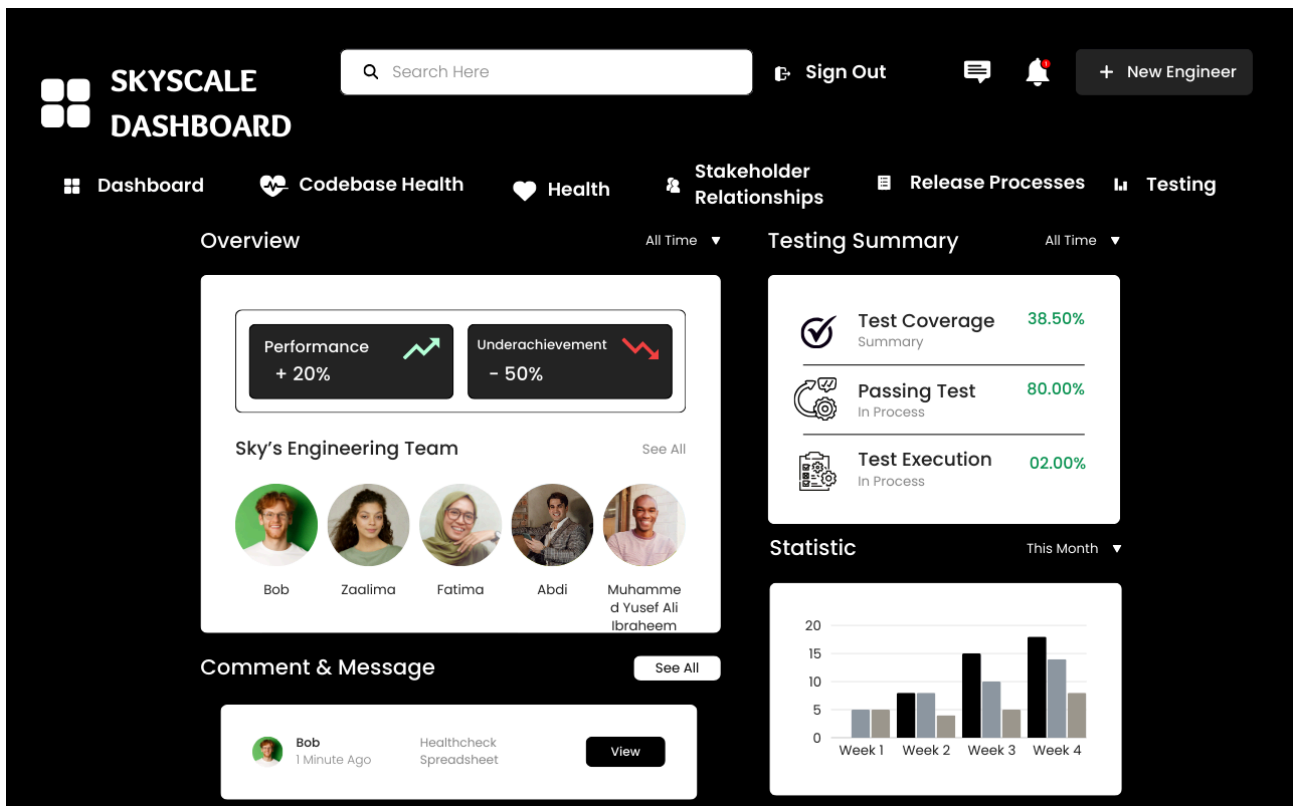 SKYSCALE
DASHBOARD
Search Here
Sign Out
1
+ New Engineer
Dashboard
Codebase Health
Health
Stakeholder
Relationships
Release Processes
Testing
Overview
All Time ▼
Performance
+ 20%
Underachievement
- 50%
Sky's Engineering Team
See All
Bob
Zaalima
Fatima
Abdi
Muhamme
d Yusef Ali
Ibraheem
Comment & Message
See All
Bob
1 Minute Ago
Healthcheck
Spreadsheet
View
Testing Summary
All Time ▼
Test Coverage
Summary
38.50%
Passing Test
In Process
80.00%
Test Execution
In Process
02.00%
Statistic
This Month ▼
20
15
10
5
0
Week 1
Week 2
Week 3
Week 4